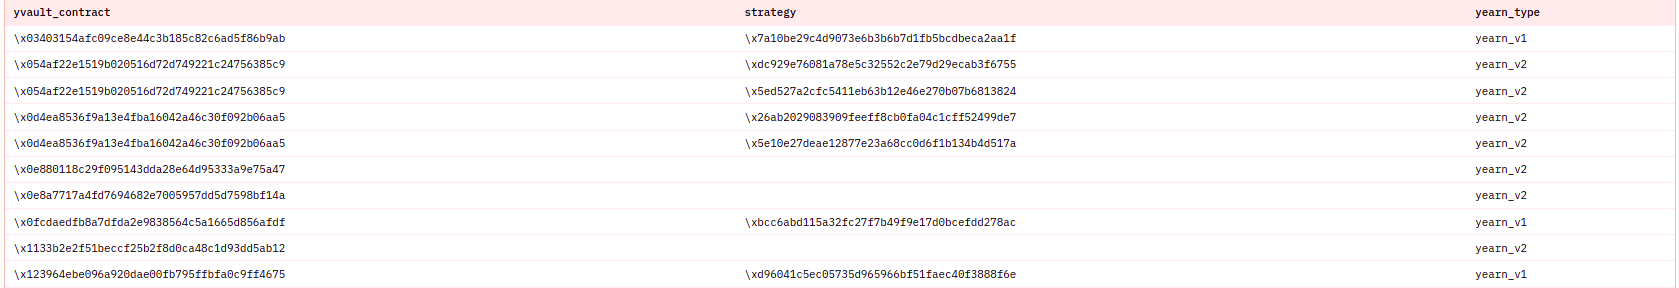 yvault_contract strategy yearn_type
\x03403154afc09ce8e44c3b185c82c6ad5f86b9ab \x7a10be29c4d9073e6b3b6b7d1fb5bcdbeca2aa1f yearn_v1
\x054af22e1519b020516d72d749221c24756385c9 \xdc929e76081a78e5c32552c2e79d29ecab3f6755 yearn_v2
\x054af22e1519b020516d72d749221c24756385c9 \x5ed527a2cfc5411eb63b12e46e270b07b6813824 yearn_v2
\x0d4ea8536f9a13e4fba16042a46c30f092b06aa5 \x26ab2029083909feeff8cb0fa04c1cff52499de7 yearn_v2
\x0d4ea8536f9a13e4fba16042a46c30f092b06aa5 \x5e10e27deae12877e23a68cc0d6f1b134b4d517a yearn_v2
\x0e880118c29f095143dda28e64d95333a9e75a47 yearn_v2
\x0e8a7717a4fd7694682e7005957dd5d7598bf14a yearn_v2
\x0fcdaedfb8a7dfda2e9838564c5a1665d856afdf \xbcc6abd115a32fc27f7b49f9e17d0bcefdd278ac yearn_v1
\x1133b2e2f51beccf25b2f8d0ca48c1d93dd5ab12 yearn_v2
\x123964ebe096a920dae00fb795ffbfa0c9ff4675 \xd96041c5ec05735d965966bf51faec40f3888f6e yearn_v1